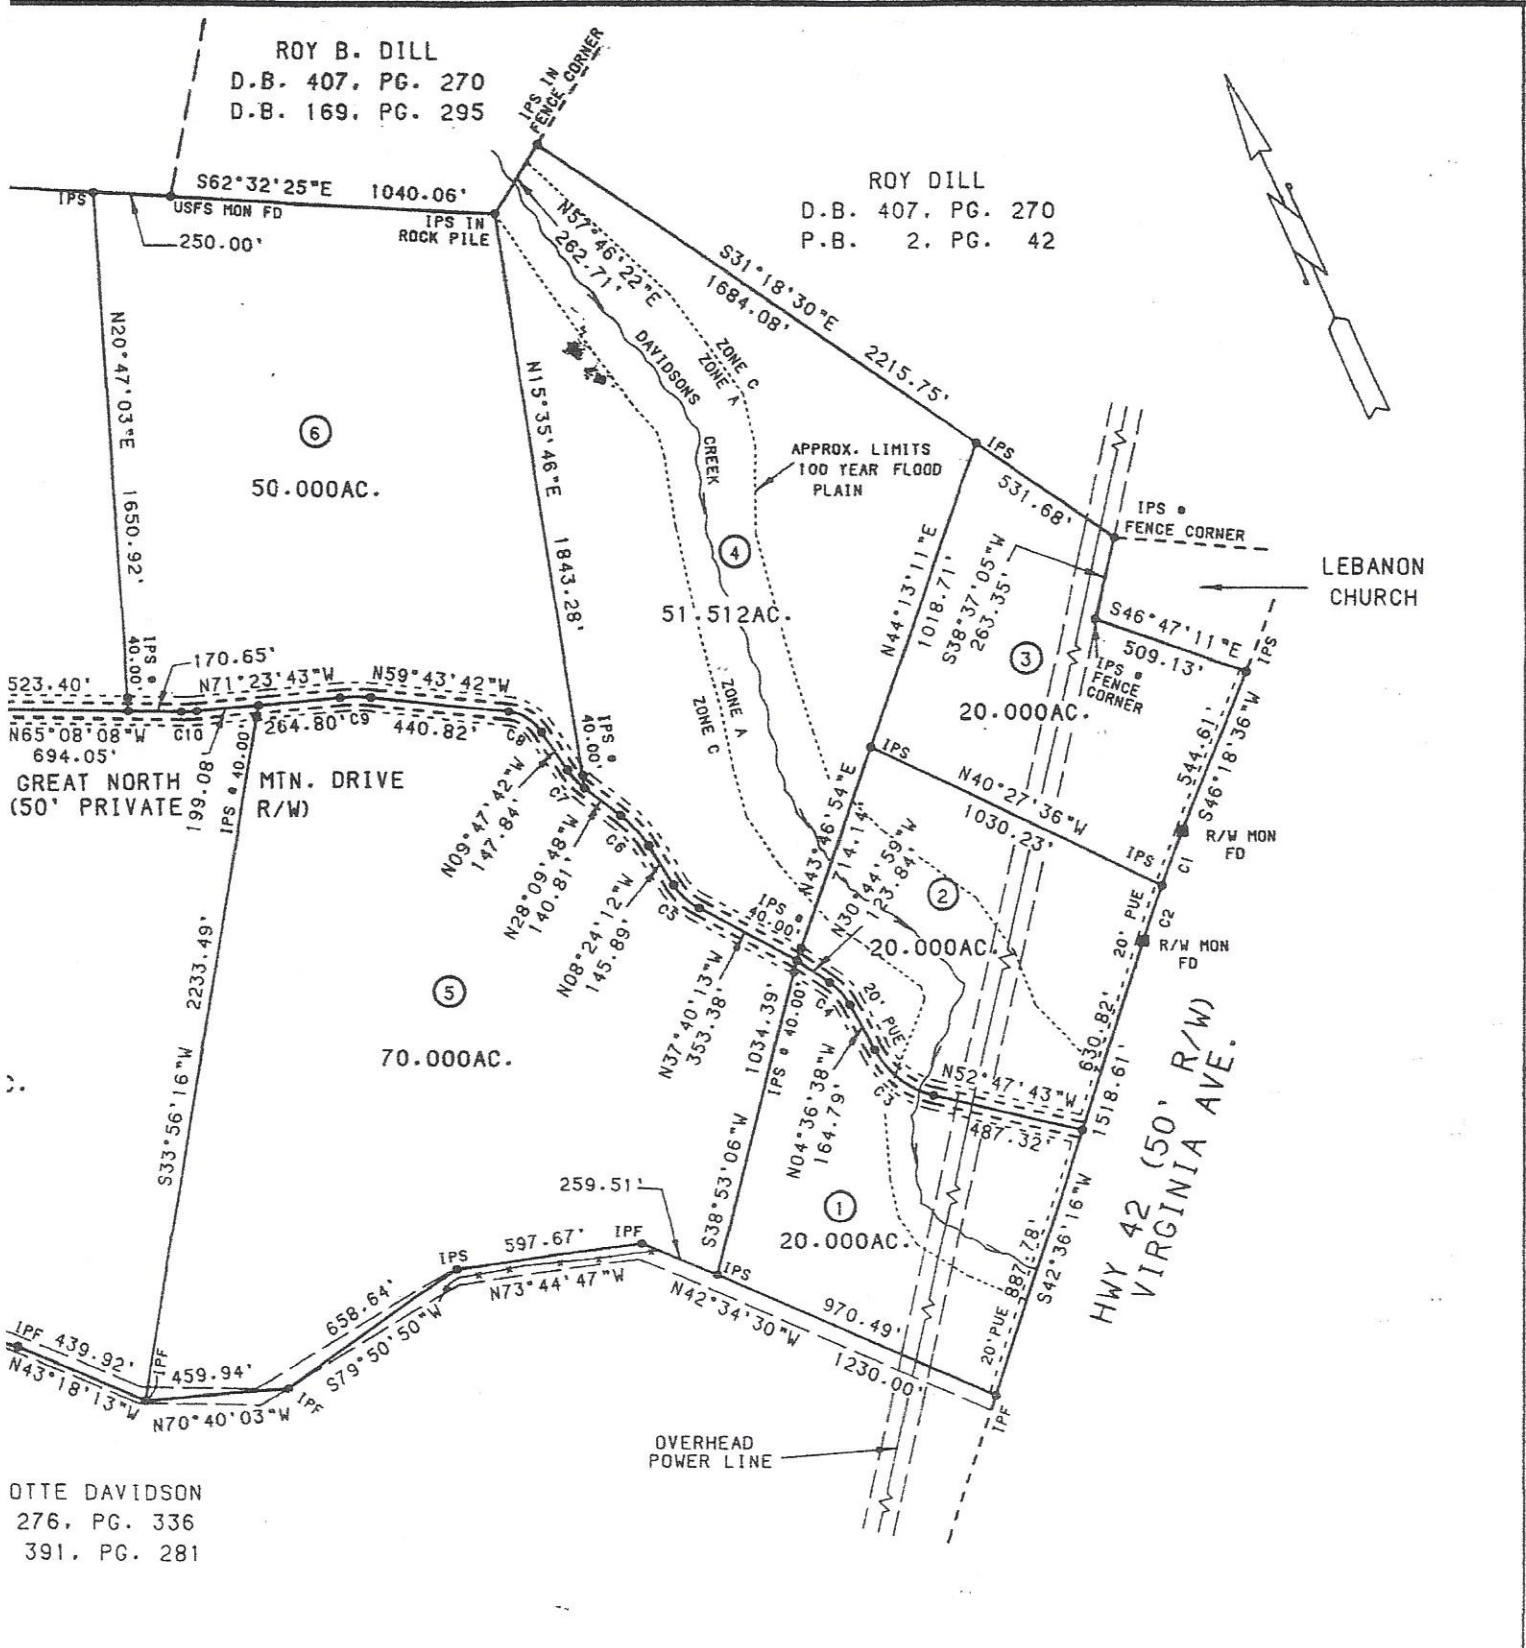 ROY B. DILL
D.B. 407, PG. 270
D.B. 169, PG. 295
IPS IN
FENCE CORNER
ROY DILL
D.B. 407, PG. 270
P.B. 2, PG. 42
IPS
S62°32'25"E 1040.06'
USFS MON FD
250.00'
IPS IN
ROCK PILE
N57°46'22"E
262.71'
S31°18'30"E
1684.08'
2215.75'
DAVIDSONS
CREEK
ZONE C
ZONE A
N20°47'03"E 1650.92'
N15°35'46"E 1843.28'
6
50.000AC.
APPROX. LIMITS
100 YEAR FLOOD
PLAIN
IPS
531.68'
IPS @
FENCE CORNER
4
51.512AC.
N44°13'11"E
1018.71'
S38°37'05"W
263.35'
LEBANON
CHURCH
S46°47'11"E
509.13'
IPS
3
20.000AC.
IPS @
FENCE
CORNER
IPS @
40.00'
170.65'
523.40'
N71°23'43"W
N59°43'42"W
N65°08'08"W
694.05'
C10
264.80'
C9
440.82'
C8
199.08'
IPS @ 40.00'
GREAT NORTH MTN. DRIVE
(50' PRIVATE R/W)
IPS @
40.00'
ZONE A
ZONE C
IPS
544.61'
S46°18'36"W
N40°27'36"W
1030.23'
IPS
R/W MON
FD
C1
C2
20' PUE
R/W MON
FD
N09°47'42"W
147.84'
C7
N28°09'48"W
140.81'
C6
N08°24'12"W
145.89'
C5
N43°46'54"E
714.14'
N30°44'59"W
123.84'
2
20.000AC.
IPS @
40.00'
N37°40'13"W
353.38'
1034.39'
IPS @ 40.00'
C4
20' PUE
N04°36'38"W
164.79'
C3
N52°47'43"W
487.32'
630.82'
1518.61'
HWY 42 (50' R/W)
VIRGINIA AVE.
5
70.000AC.
S33°56'16"W 2233.49'
S38°53'06"W
1
20.000AC.
887.78'
S42°36'16"W
20'PUE
259.51'
597.67'
IPF
IPS
IPS
N73°44'47"W
N42°34'30"W
970.49'
1230.00'
658.64'
S79°50'50"W
IPF
IPF 439.92'
N43°18'13"W
IPF
459.94'
N70°40'03"W
IPF
OVERHEAD
POWER LINE
OTTE DAVIDSON
276, PG. 336
391, PG. 281